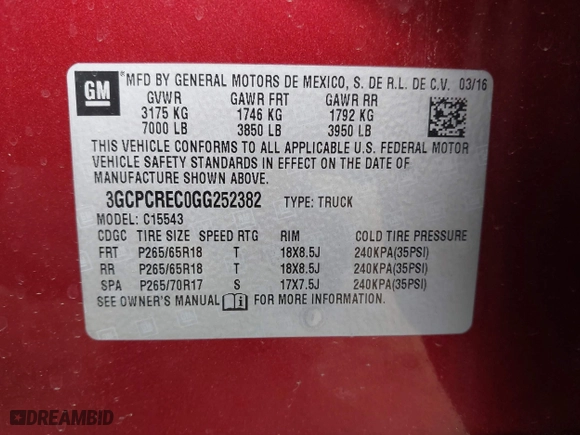 GM
MFD BY GENERAL MOTORS DE MEXICO, S. DE R.L. DE C.V. 03/16
GVWR GAWR FRT GAWR RR
3175 KG 1746 KG 1792 KG
7000 LB 3850 LB 3950 LB
THIS VEHICLE CONFORMS TO ALL APPLICABLE U.S. FEDERAL MOTOR
VEHICLE SAFETY STANDARDS IN EFFECT ON THE DATE OF
MANUFACTURE SHOWN ABOVE.
3GCPCREC0GG252382 TYPE: TRUCK
MODEL: C15543
CDGC TIRE SIZE SPEED RTG RIM COLD TIRE PRESSURE
FRT P265/65R18 T 18X8.5J 240KPA(35PSI)
RR P265/65R18 T 18X8.5J 240KPA(35PSI)
SPA P265/70R17 S 17X7.5J 240KPA(35PSI)
SEE OWNER'S MANUAL FOR MORE INFORMATION
DREAMBID